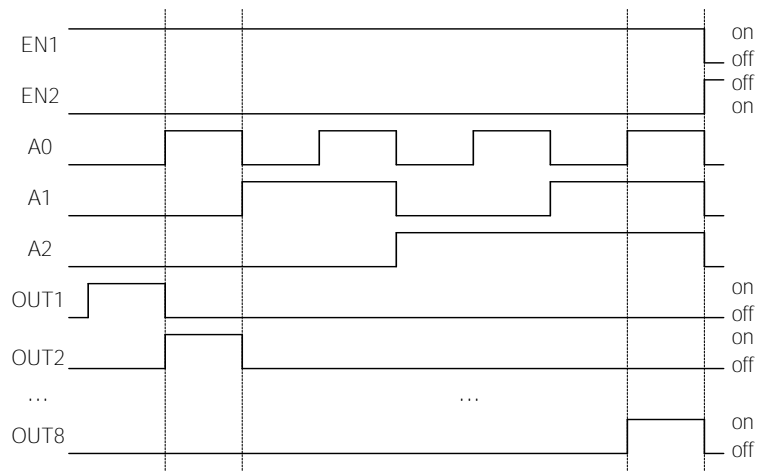 EN1
on
off
EN2
off
on
A0
A1
A2
OUT1
on
off
OUT2
on
off
...
...
OUT8
on
off